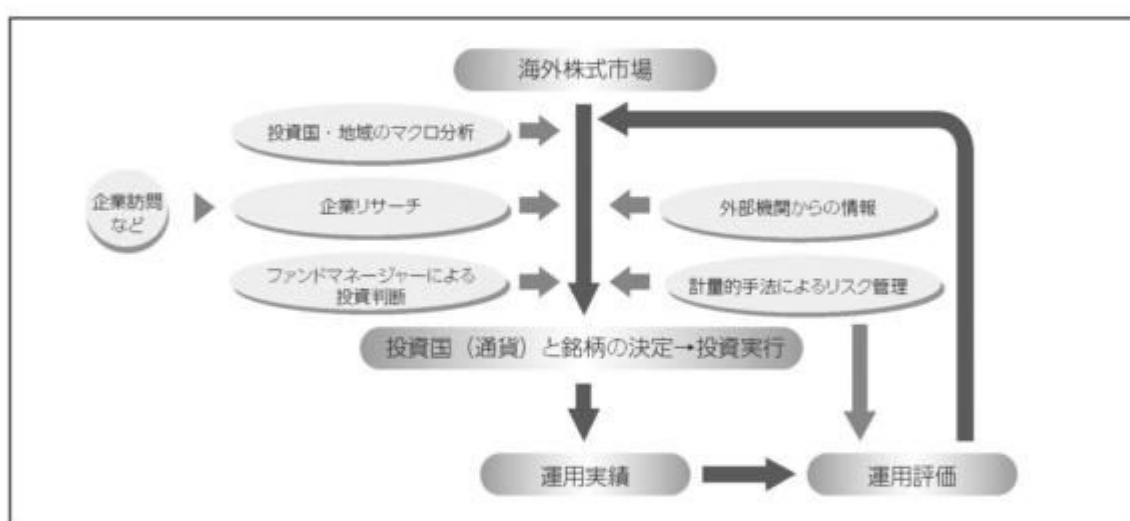 海外株式市場
投資国・地域のマクロ分析
企業訪問
など
企業リサーチ
外部機関からの情報
ファンドマネージャーによる
投資判断
計量的手法によるリスク管理
投資国（通貨）と銘柄の決定→投資実行
運用実績
運用評価